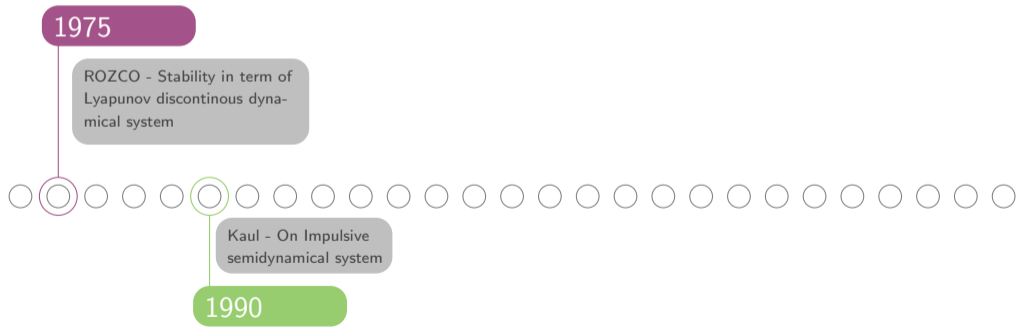 1975
ROZCO - Stability in term of
Lyapunov discontinous dyna-
mical system
Kaul - On Impulsive
semidynamical system
1990